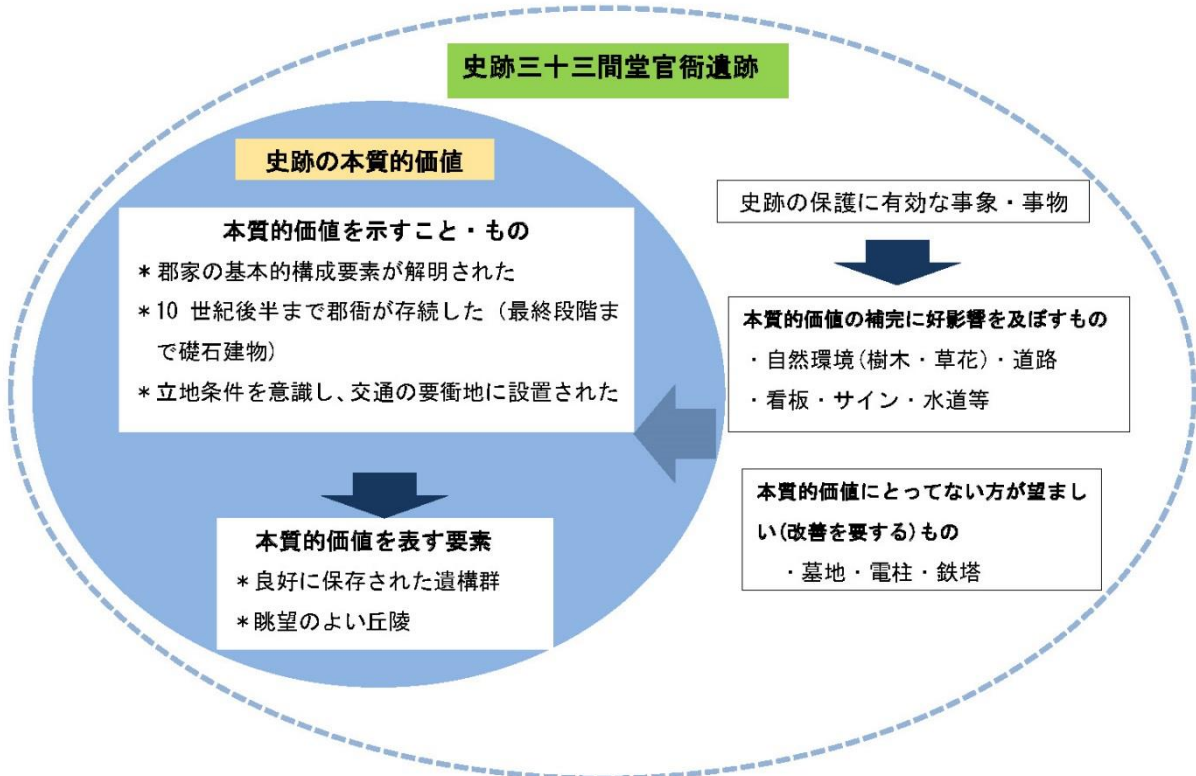 史跡三十三間堂官衙遺跡
史跡の本質的価値
本質的価値を示すこと・もの
*郡家の基本的構成要素が解明された
*10 世紀後半まで郡衙が存続した（最終段階ま
で礎石建物）
*立地条件を意識し、交通の要衝地に設置された
本質的価値を表す要素
*良好に保存された遺構群
*眺望のよい丘陵
史跡の保護に有効な事象・事物
本質的価値の補完に好影響を及ぼすもの
・自然環境(樹木・草花)・道路
・看板・サイン・水道等
本質的価値にとってない方が望まし
い(改善を要する)もの
・墓地・電柱・鉄塔